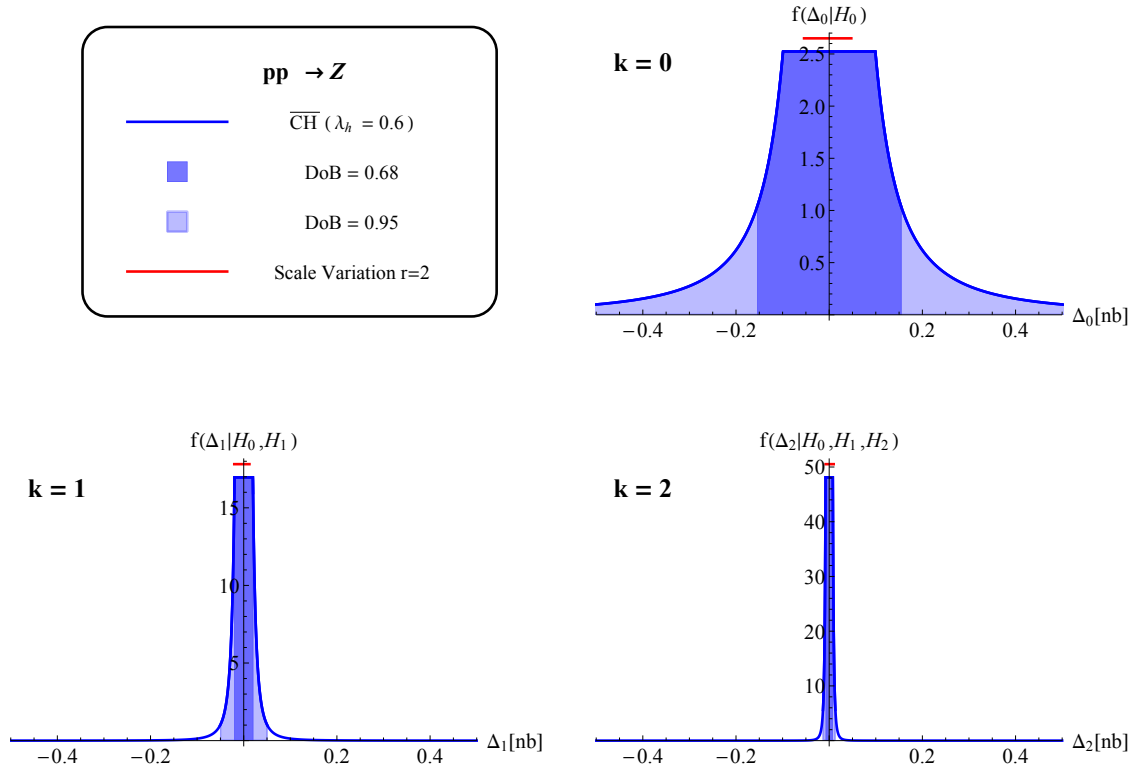 pp → Z
CH ( λh = 0.6 )
DoB = 0.68
DoB = 0.95
Scale Variation r=2
f(Δ0|H0)
k = 0
2.5
2.0
1.5
1.0
0.5
−0.4 −0.2 0.2 0.4 Δ0[nb]
f(Δ1|H0,H1)
k = 1
15
10
5
−0.4 −0.2 0.2 0.4 Δ1[nb]
f(Δ2|H0,H1,H2)
k = 2
50
40
30
20
10
−0.4 −0.2 0.2 0.4 Δ2[nb]